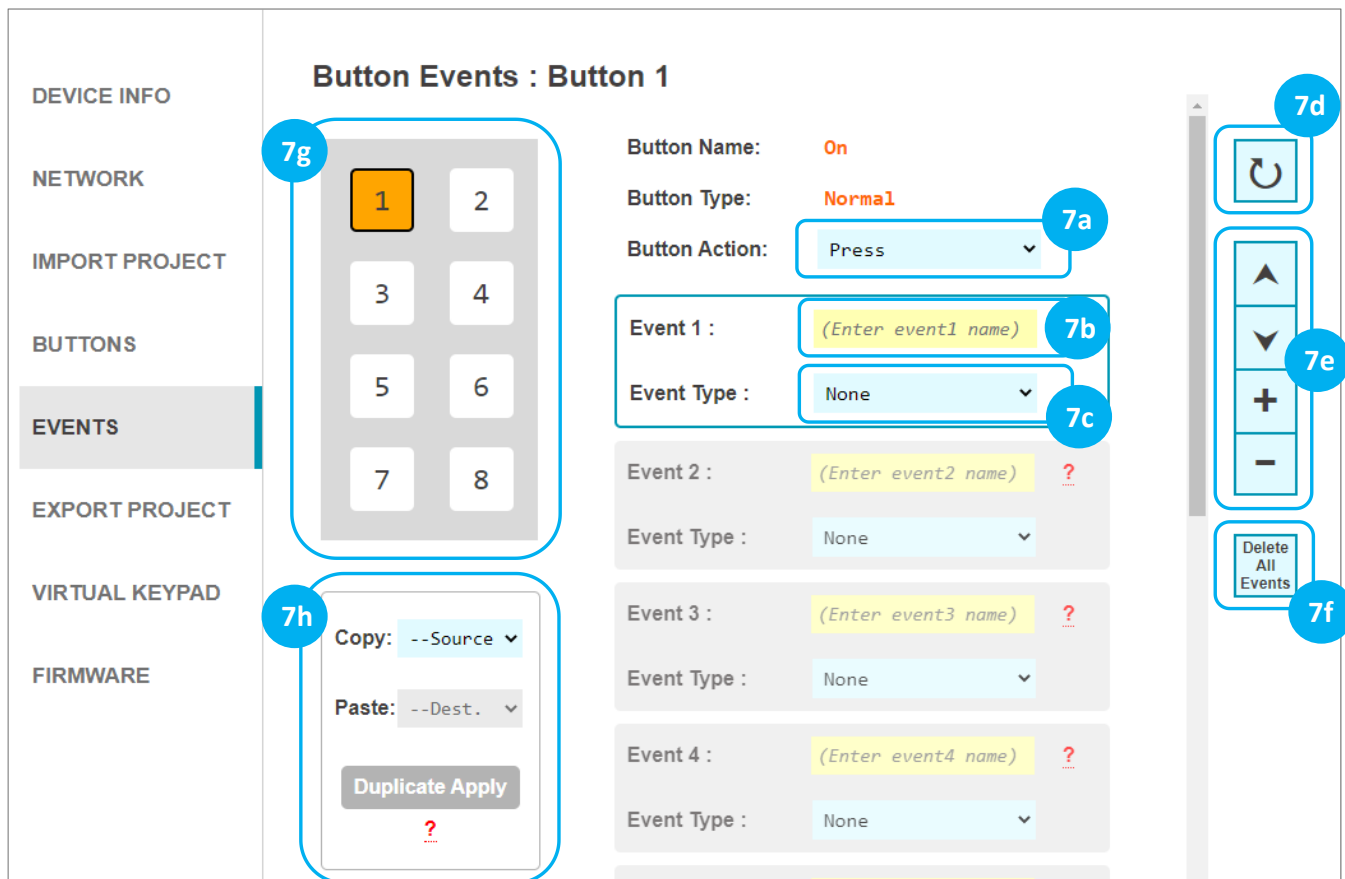 DEVICE INFO
NETWORK
IMPORT PROJECT
BUTTONS
EVENTS
EXPORT PROJECT
VIRTUAL KEYPAD
FIRMWARE
Button Events : Button 1
7g
1 2
3 4
5 6
7 8
7h
Copy: --Source
Paste: --Dest.
Duplicate Apply
?
Button Name: On
Button Type: Normal
7a
Button Action: Press
Event 1 : (Enter event1 name) 7b
Event Type : None
7c
Event 2 : (Enter event2 name) ?
Event Type : None
Event 3 : (Enter event3 name) ?
Event Type : None
Event 4 : (Enter event4 name) ?
Event Type : None
7d
7e
+
−
Delete
All
Events
7f